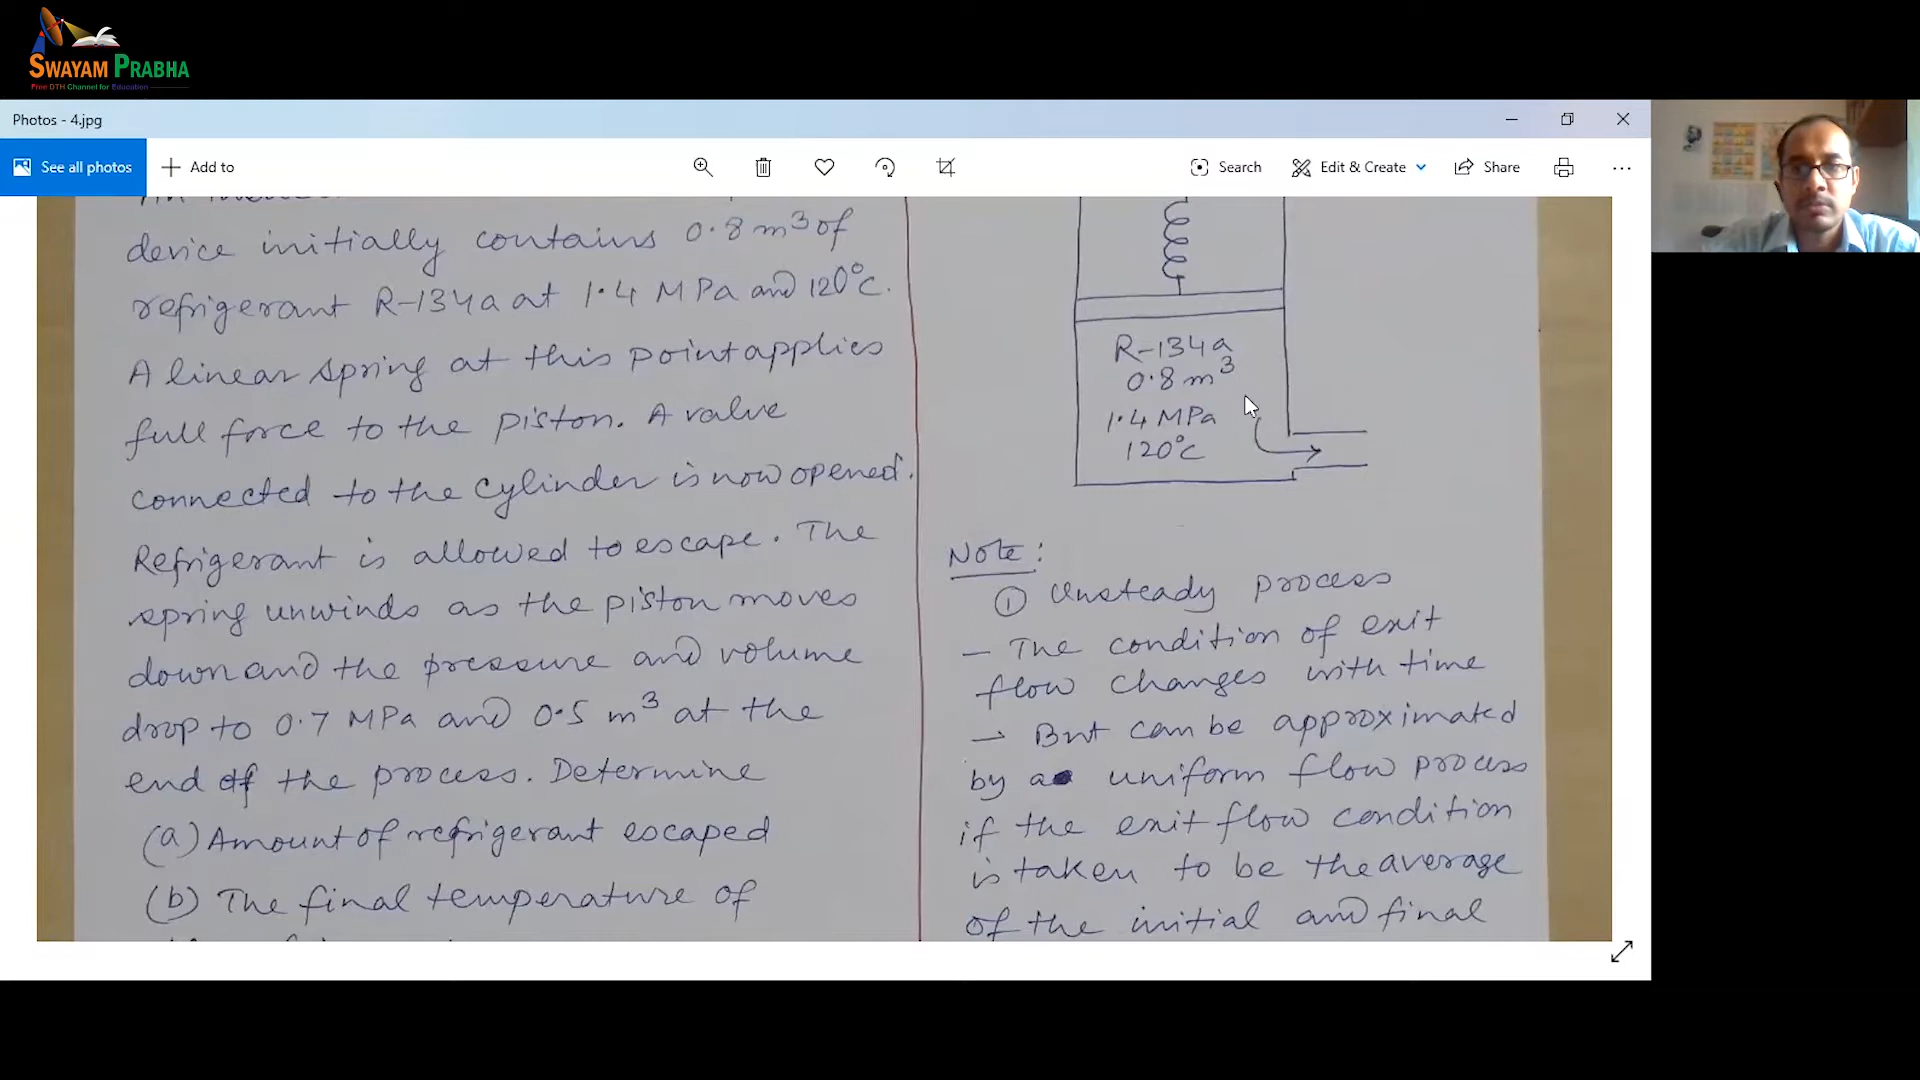 SWAYAM PRABHA
Free DTH Channel for Education
Photos - 4.jpg
See all photos
Add to
Search
Edit & Create
Share
device initially contains 0.8 m3 of
refrigerant R-134a at 1.4 MPa and 120°C.
A linear spring at this point applies
full force to the piston. A valve
connected to the cylinder is now opened.
Refrigerant is allowed to escape. The
spring unwinds as the piston moves
down and the pressure and volume
drop to 0.7 MPa and 0.5 m3 at the
end of the process. Determine
(a) Amount of refrigerant escaped
(b) The final temperature of
R-134a
0.8 m3
1.4 MPa
120°C
Note:
① Unsteady process
- The condition of exit
flow changes with time
- But can be approximated
by a uniform flow process
if the exit flow condition
is taken to be the average
of the initial and final